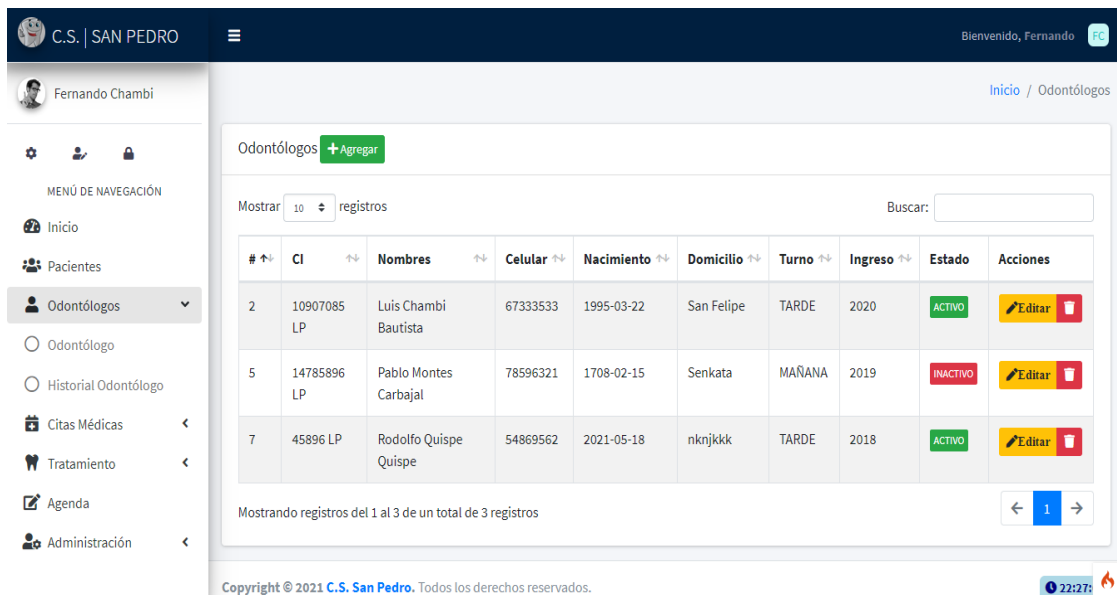 C.S. | SAN PEDRO
Bienvenido, Fernando FC
Fernando Chambi
Inicio / Odontólogos
MENÚ DE NAVEGACIÓN
Inicio
Pacientes
Odontólogos
Odontólogo
Historial Odontólogo
Citas Médicas
Tratamiento
Agenda
Administración
Odontólogos Agregar
Mostrar 10 registros
Buscar:
# CI Nombres Celular Nacimiento Domicilio Turno Ingreso Estado Acciones
2 10907085 LP Luis Chambi Bautista 67333533 1995-03-22 San Felipe TARDE 2020 ACTIVO Editar
5 14785896 LP Pablo Montes Carbajal 78596321 1708-02-15 Senkata MAÑANA 2019 INACTIVO Editar
7 45896 LP Rodolfo Quispe Quispe 54869562 2021-05-18 nknjkkk TARDE 2018 ACTIVO Editar
Mostrando registros del 1 al 3 de un total de 3 registros
1
Copyright © 2021 C.S. San Pedro. Todos los derechos reservados.
22:27: